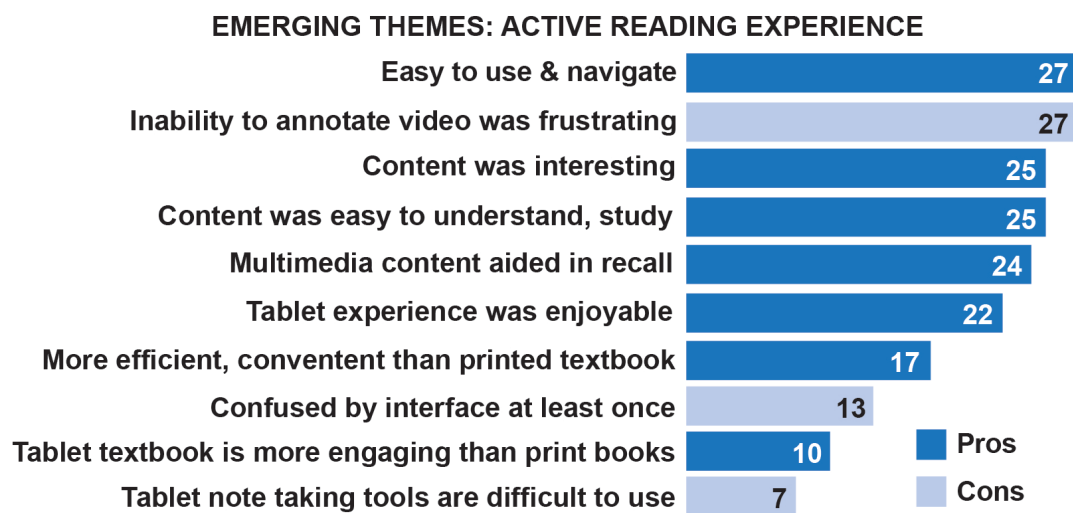 EMERGING THEMES: ACTIVE READING EXPERIENCE
Easy to use & navigate 27
Inability to annotate video was frustrating 27
Content was interesting 25
Content was easy to understand, study 25
Multimedia content aided in recall 24
Tablet experience was enjoyable 22
More efficient, conventent than printed textbook 17
Confused by interface at least once 13
Tablet textbook is more engaging than print books 10
Tablet note taking tools are difficult to use 7
Pros
Cons